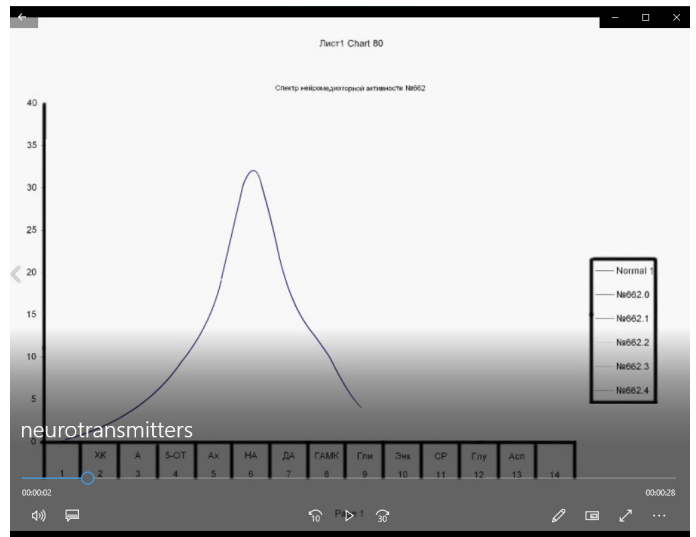 Лист1 Chart 80
Спектр нейромедиаторной активности №662
40
35
30
25
20
15
10
5
0
Normal 1
№662.0
№662.1
№662.2
№662.3
№662.4
neurotransmitters
ХК А 5-ОТ Ах НА ДА ГАМК Гли Энк СР Глу Асп
1 2 3 4 5 6 7 8 9 10 11 12 13 14
00:00:02 00:00:28
10 30
Page 1